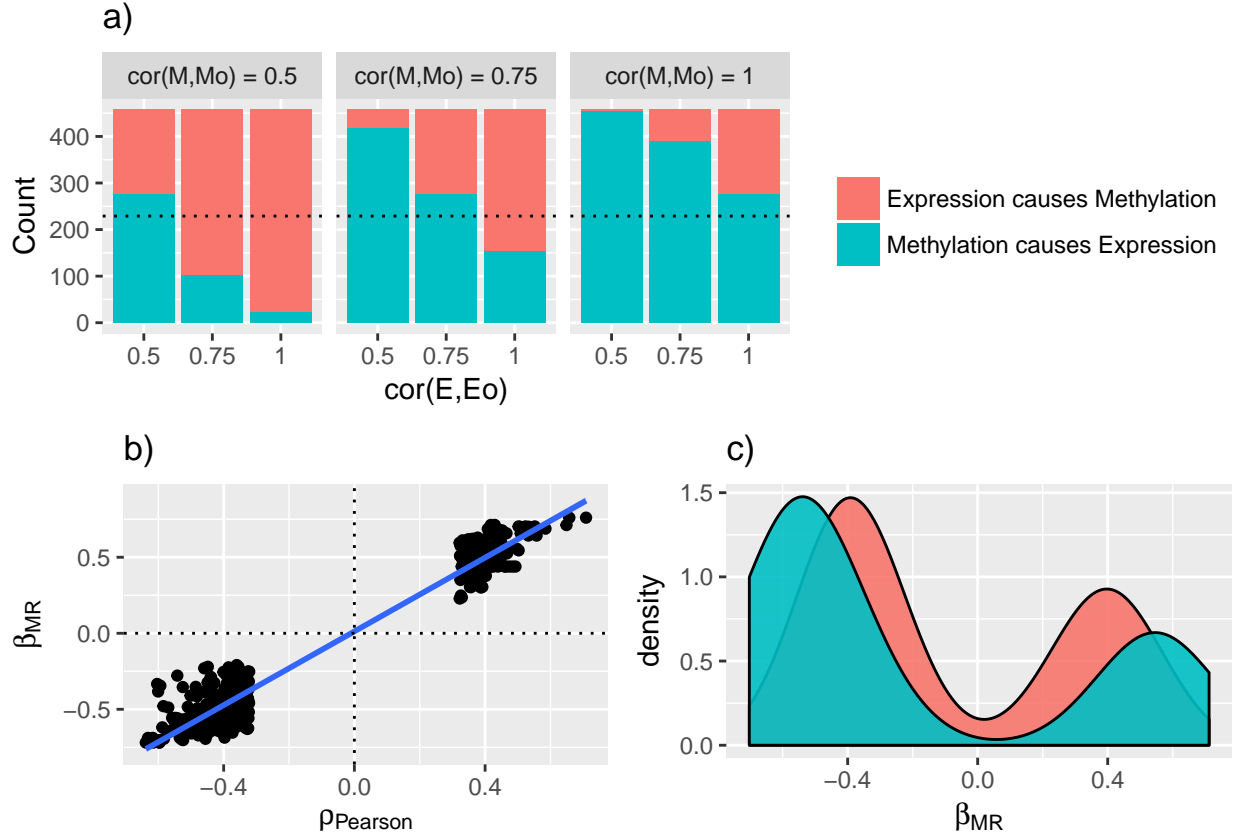 a)
cor(M,Mo) = 0.5
cor(M,Mo) = 0.75
cor(M,Mo) = 1
Count
400
300
200
100
0
0.5 0.75 1
0.5 0.75 1
0.5 0.75 1
cor(E,Eo)
Expression causes Methylation
Methylation causes Expression
b)
βMR
0.5
0.0
−0.5
−0.4 0.0 0.4
ρPearson
c)
density
1.5
1.0
0.5
0.0
−0.4 0.0 0.4
βMR